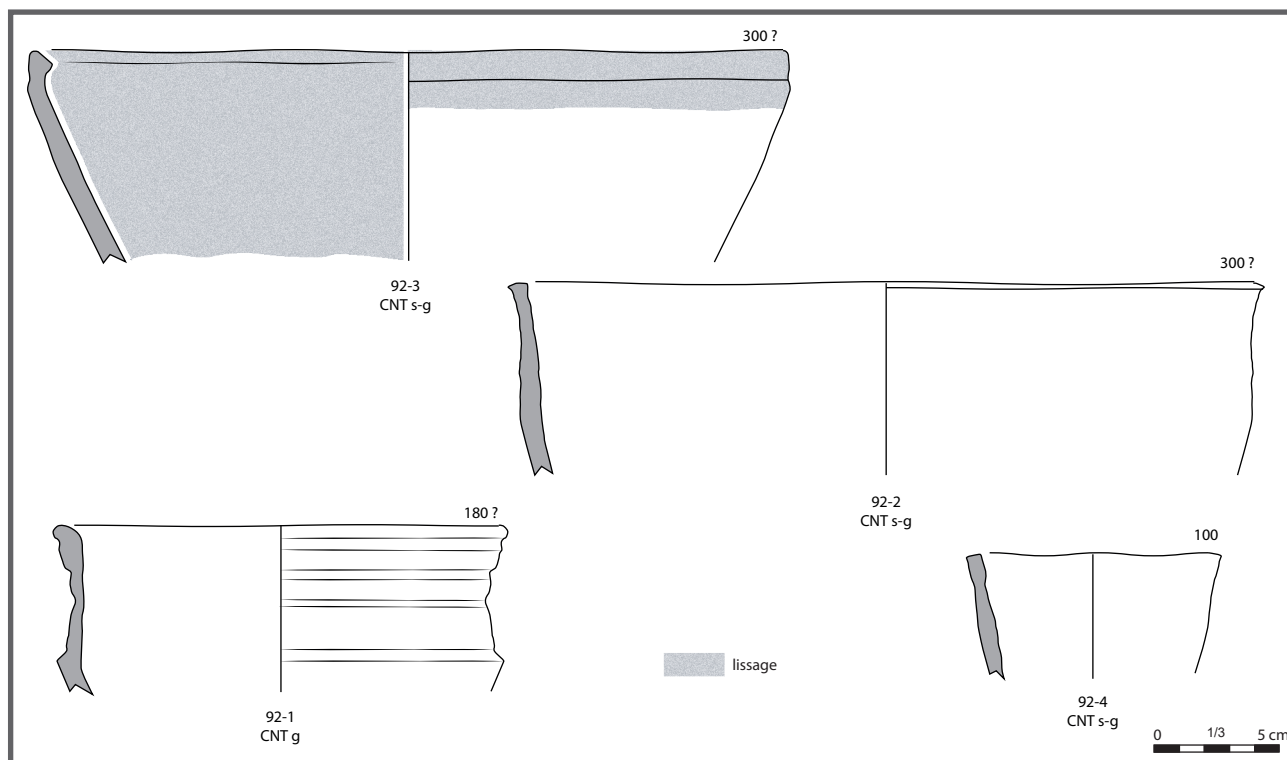 300 ?
92-3
CNT s-g
300 ?
92-2
CNT s-g
180 ?
92-1
CNT g
lissage
100
92-4
CNT s-g
0 1/3 5 cm